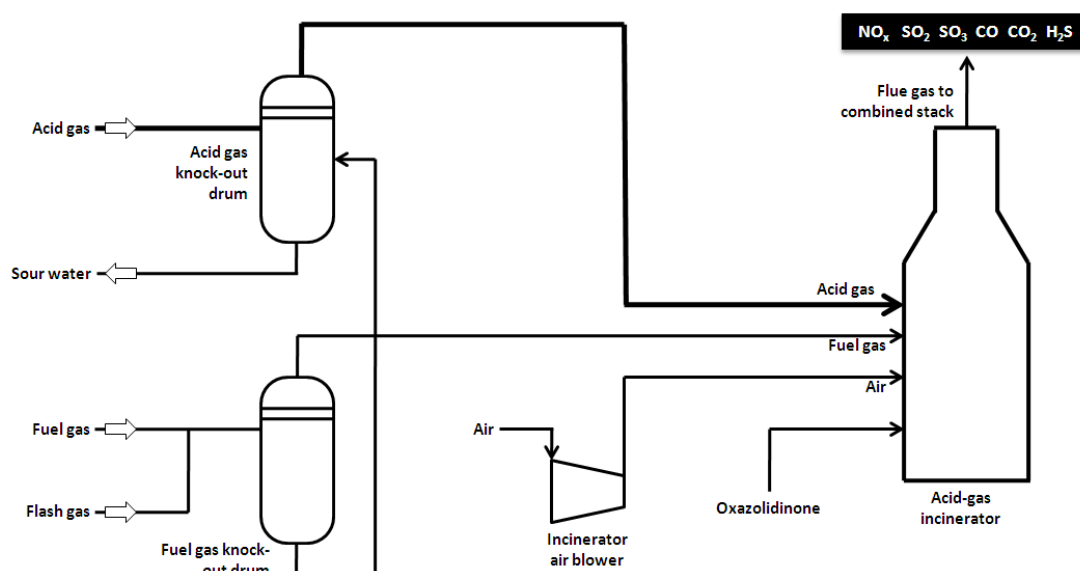 NOx SO2 SO3 CO CO2 H2S
Flue gas to
combined stack
Acid gas
Acid gas
knock-out
drum
Sour water
Acid gas
Fuel gas
Air
Fuel gas
Air
Flash gas
Oxazolidinone
Acid-gas
incinerator
Incinerator
air blower
Fuel gas knock-
out drum